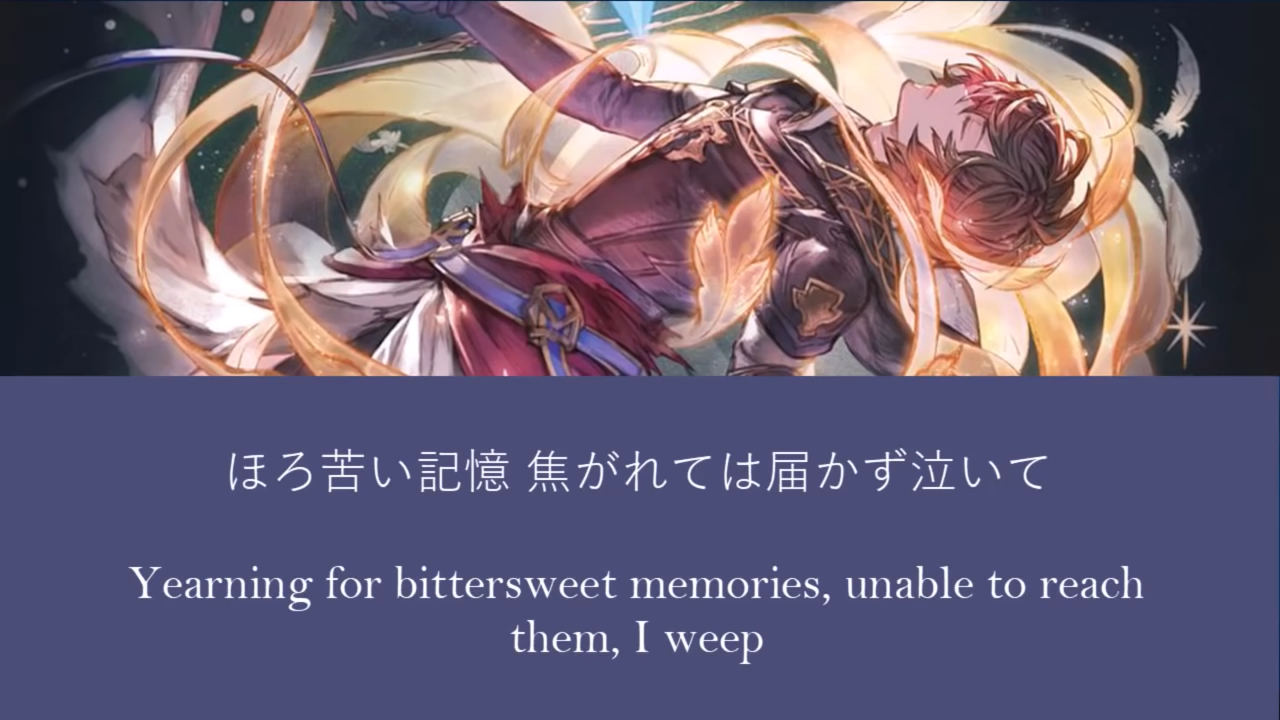 ほろ苦い記憶 焦がれては届かず泣いて
Yearning for bittersweet memories, unable to reach
them, I weep